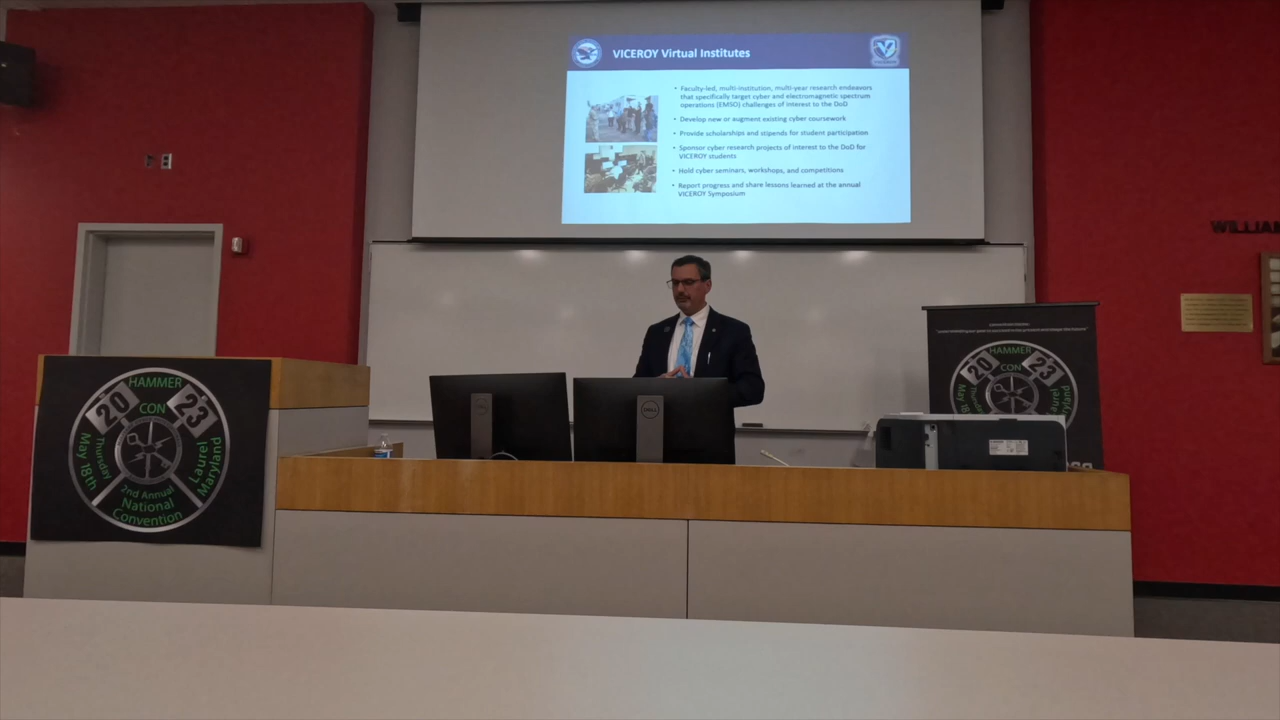 VICEROY Virtual Institutes
• Faculty-led, multi-institution, multi-year research endeavors
that specifically target cyber and electromagnetic spectrum
operations (EMSO) challenges of interest to the DoD
• Develop new or augment existing cyber coursework
• Provide scholarships and stipends for student participation
• Sponsor cyber research projects of interest to the DoD for
VICEROY students
• Hold cyber seminars, workshops, and competitions
• Report progress and share lessons learned at the annual
VICEROY Symposium
WILLIA
HAMMER
20 CON 23
Thursday
May 18th
Laurel
Maryland
2nd Annual
National
Convention
DELL
HAMMER
20 CON 23
Thursday
May 18
Laurel
Maryland